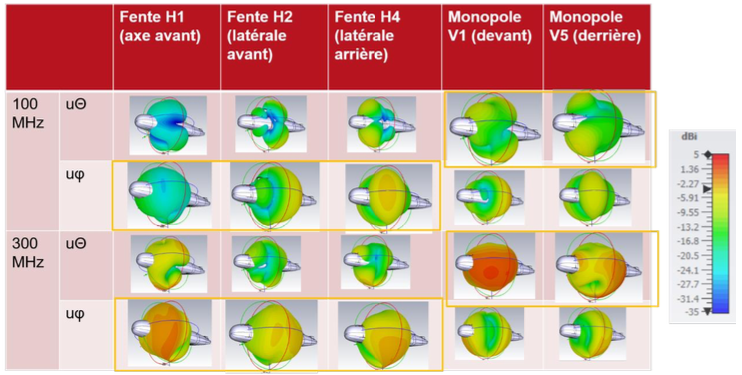 Fente H1 (axe avant)
Fente H2 (latérale avant)
Fente H4 (latérale arrière)
Monopole V1 (devant)
Monopole V5 (derrière)
100 MHz
uΘ
uφ
300 MHz
uΘ
uφ
dBi
5
1.36
-2.27
-5.91
-9.55
-13.2
-16.8
-20.5
-24.1
-27.7
-31.4
-35